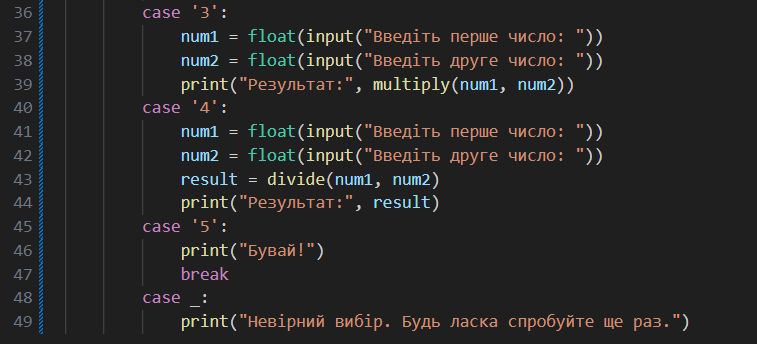 36 case '3':
37 num1 = float(input("Введіть перше число: "))
38 num2 = float(input("Введіть друге число: "))
39 print("Результат:", multiply(num1, num2))
40 case '4':
41 num1 = float(input("Введіть перше число: "))
42 num2 = float(input("Введіть друге число: "))
43 result = divide(num1, num2)
44 print("Результат:", result)
45 case '5':
46 print("Бувай!")
47 break
48 case _:
49 print("Невірний вибір. Будь ласка спробуйте ще раз.")